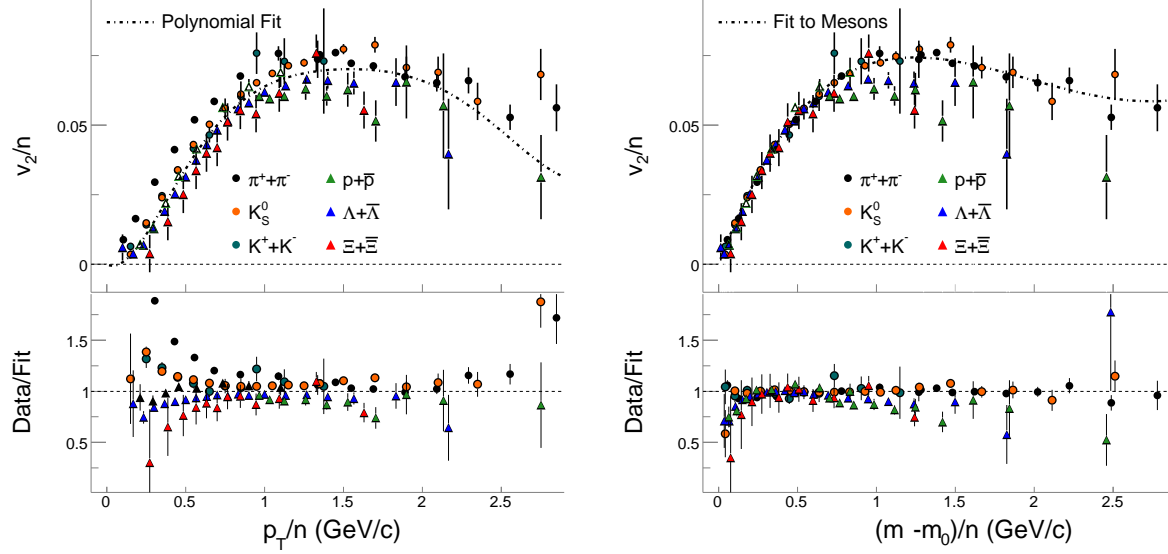 Polynomial Fit
v2/n
0.05
0
π⁺+π⁻
K⁰S
K⁺+K⁻
p+p̅
Λ+Λ̅
Ξ+Ξ̅
Data/Fit
1.5
1
0.5
0 0.5 1 1.5 2 2.5
pT/n (GeV/c)
Fit to Mesons
v2/n
0.05
0
π⁺+π⁻
K⁰S
K⁺+K⁻
p+p̅
Λ+Λ̅
Ξ+Ξ̅
Data/Fit
1.5
1
0.5
0 0.5 1 1.5 2 2.5
(m -m0)/n (GeV/c)